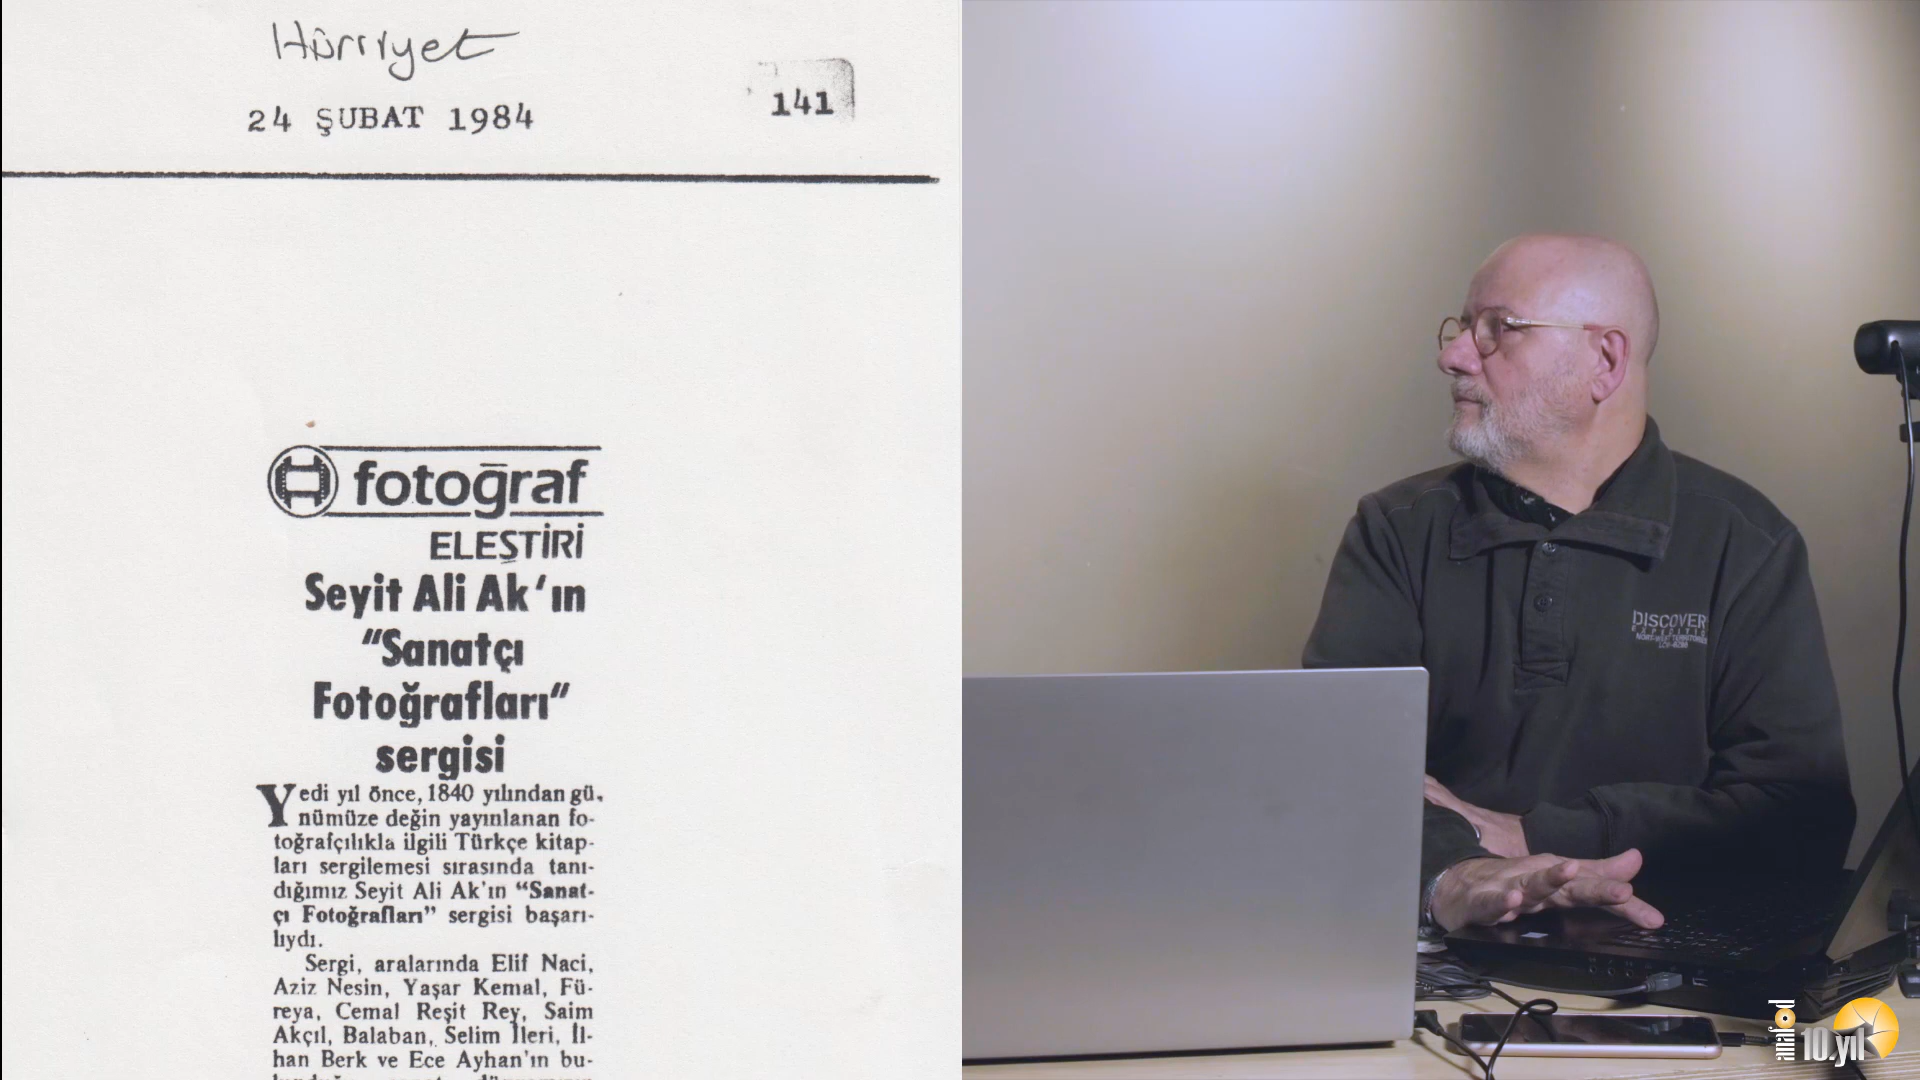 Hürriyet
24 ŞUBAT 1984
141
fotoğraf
ELEŞTİRİ
Seyit Ali Ak'ın
"Sanatçı
Fotoğrafları"
sergisi
Yedi yıl önce, 1840 yılından gü-
nümüze değin yayınlanan fo-
toğrafçılıkla ilgili Türkçe kitap-
ları sergilemesi sırasında tanı-
dığımız Seyit Ali Ak'ın "Sanat-
çı Fotoğrafları" sergisi başarı-
lıydı.
Sergi, aralarında Elif Naci,
Aziz Nesin, Yaşar Kemal, Fü-
reya, Cemal Reşit Rey, Saim
Akçıl, Balaban, Selim İleri, İl-
han Berk ve Ece Ayhan'ın bu-
DISCOVER
anafod
10.yıl